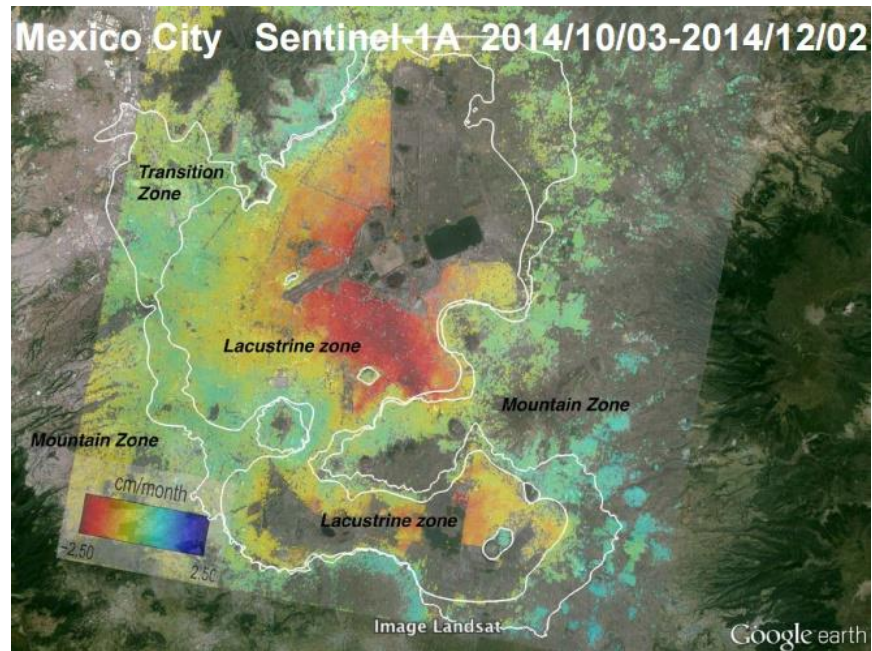 Mexico City Sentinel-1A 2014/10/03-2014/12/02
Transition
Zone
Lacustrine zone
Mountain Zone
Mountain Zone
cm/month
-2.50
2.50
Lacustrine zone
Image Landsat
Google earth